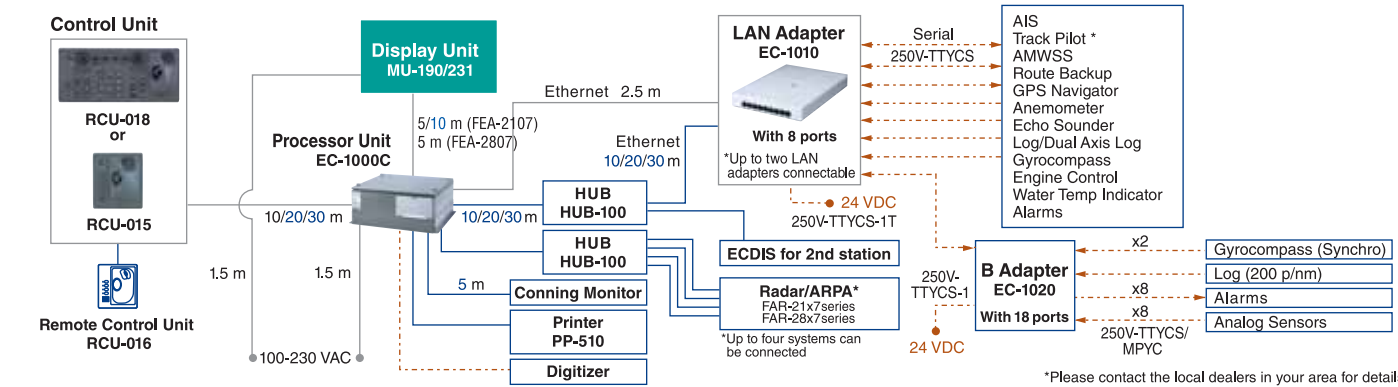 Control Unit
RCU-018
or
RCU-015
Remote Control Unit
RCU-016
Display Unit
MU-190/231
5/10 m (FEA-2107)
5 m (FEA-2807)
Processor Unit
EC-1000C
10/20/30 m
1.5 m
1.5 m
100-230 VAC
Ethernet 2.5 m
Ethernet
10/20/30 m
10/20/30 m
HUB
HUB-100
HUB
HUB-100
5 m
Conning Monitor
Printer
PP-510
Digitizer
LAN Adapter
EC-1010
With 8 ports
*Up to two LAN
adapters connectable
24 VDC
250V-TTYCS-1T
ECDIS for 2nd station
Radar/ARPA*
FAR-21x7series
FAR-28x7series
*Up to four systems can
be connected
Serial
250V-TTYCS
AIS
Track Pilot *
AMWSS
Route Backup
GPS Navigator
Anemometer
Echo Sounder
Log/Dual Axis Log
Gyrocompass
Engine Control
Water Temp Indicator
Alarms
250V-
TTYCS-1
24 VDC
B Adapter
EC-1020
With 18 ports
x2
x8
x8
250V-TTYCS/
MPYC
Gyrocompass (Synchro)
Log (200 p/nm)
Alarms
Analog Sensors
*Please contact the local dealers in your area for detail